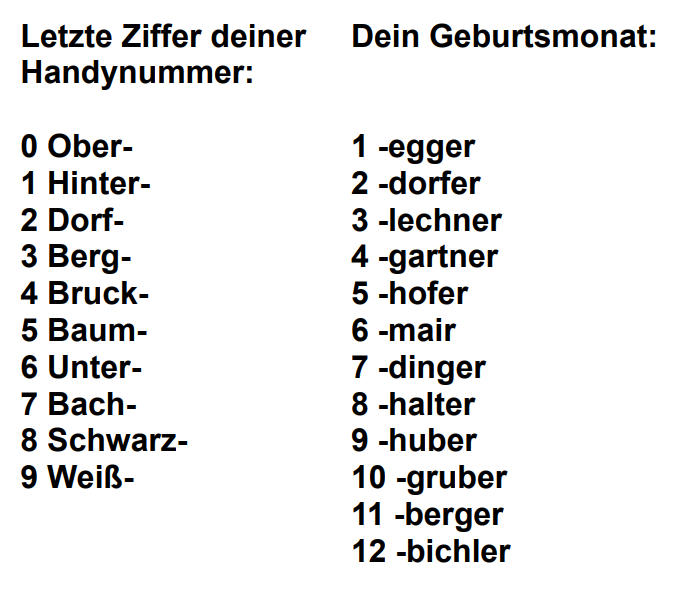 Letzte Ziffer deiner
Handynummer:
0 Ober-
1 Hinter-
2 Dorf-
3 Berg-
4 Bruck-
5 Baum-
6 Unter-
7 Bach-
8 Schwarz-
9 Weiß-
Dein Geburtsmonat:
1 -egger
2 -dorfer
3 -lechner
4 -gartner
5 -hofer
6 -mair
7 -dinger
8 -halter
9 -huber
10 -gruber
11 -berger
12 -bichler